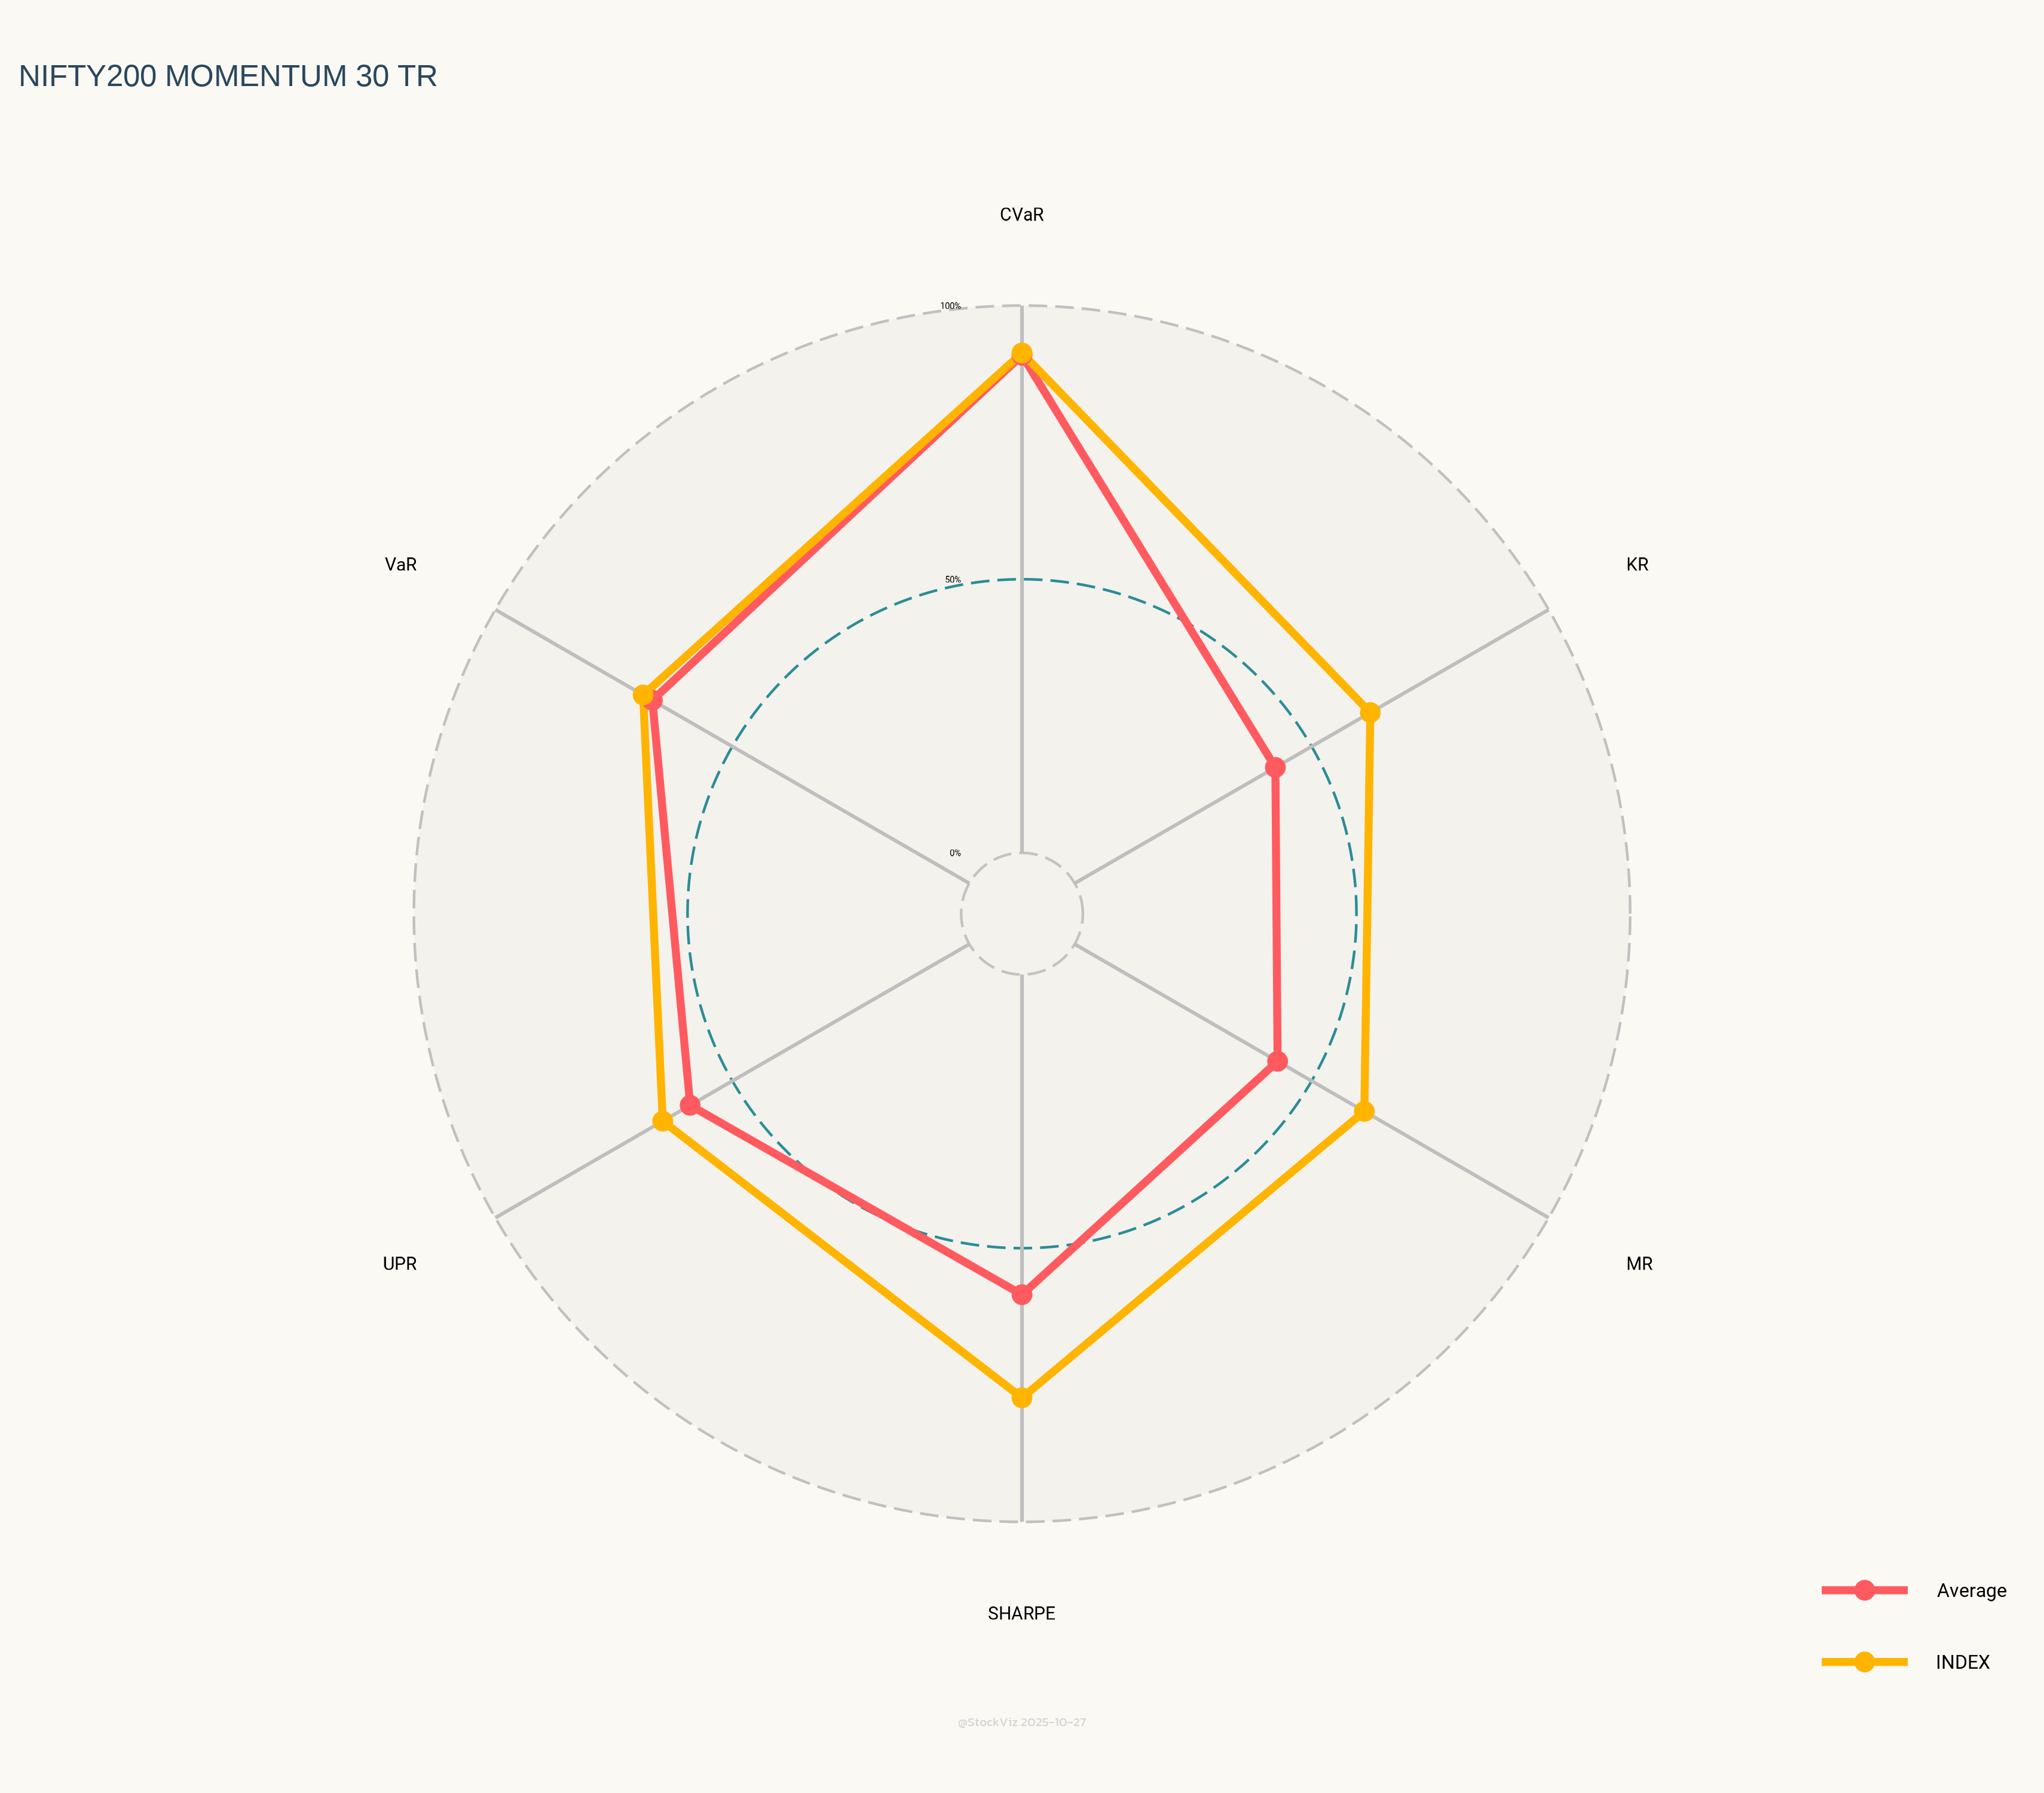 NIFTY200 MOMENTUM 30 TR
CVaR
100%
VaR
KR
50%
0%
UPR
MR
SHARPE
Average
INDEX
@StockViz 2025-10-27